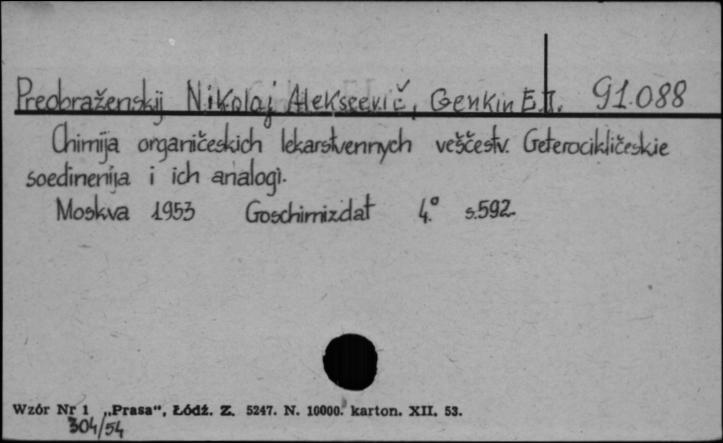 Preobraženskij Nikolaj Alekseevič, Genkin E.I. 91.088
Chimija organičeskich lekarstvennych veščestv. Geterocikličeskie
soedinenija i ich analogi.
Moskva 1953 Goschimizdat 4.° s.592.
Wzór Nr 1 „Prasa“, Łódź. Z. 5247. N. 10000. karton. XII. 53.
304/54